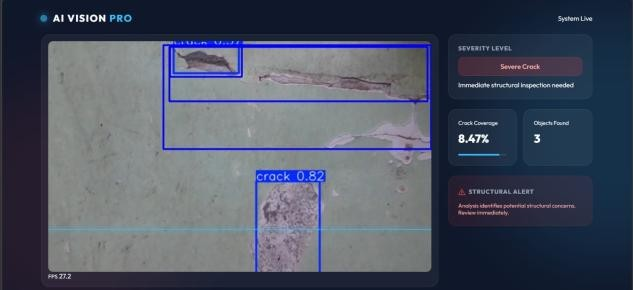 AI VISION PRO
System Live
crack 0.82
FPS 27.2
SEVERITY LEVEL
Severe Crack
Immediate structural inspection needed
Crack Coverage
8.47%
Objects Found
3
STRUCTURAL ALERT
Analysis identifies potential structural concerns.
Review immediately.